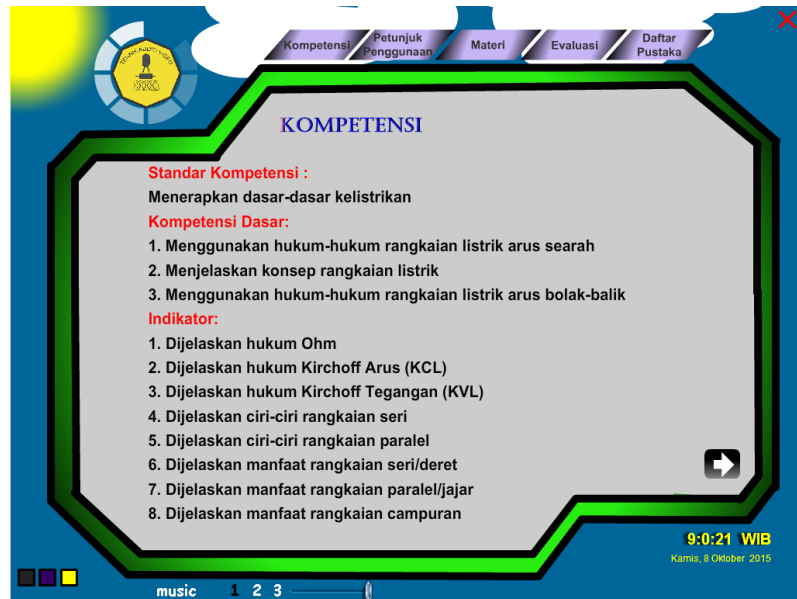 Kompetensi
Petunjuk
Penggunaan
Materi
Evaluasi
Daftar
Pustaka
TEKNIK AUDIO VIDEO
KOMPETENSI
Standar Kompetensi :
Menerapkan dasar-dasar kelistrikan
Kompetensi Dasar:
1. Menggunakan hukum-hukum rangkaian listrik arus searah
2. Menjelaskan konsep rangkaian listrik
3. Menggunakan hukum-hukum rangkaian listrik arus bolak-balik
Indikator:
1. Dijelaskan hukum Ohm
2. Dijelaskan hukum Kirchoff Arus (KCL)
3. Dijelaskan hukum Kirchoff Tegangan (KVL)
4. Dijelaskan ciri-ciri rangkaian seri
5. Dijelaskan ciri-ciri rangkaian paralel
6. Dijelaskan manfaat rangkaian seri/deret
7. Dijelaskan manfaat rangkaian paralel/jajar
8. Dijelaskan manfaat rangkaian campuran
9:0:21 WIB
Kamis, 8 Oktober 2015
music 1 2 3